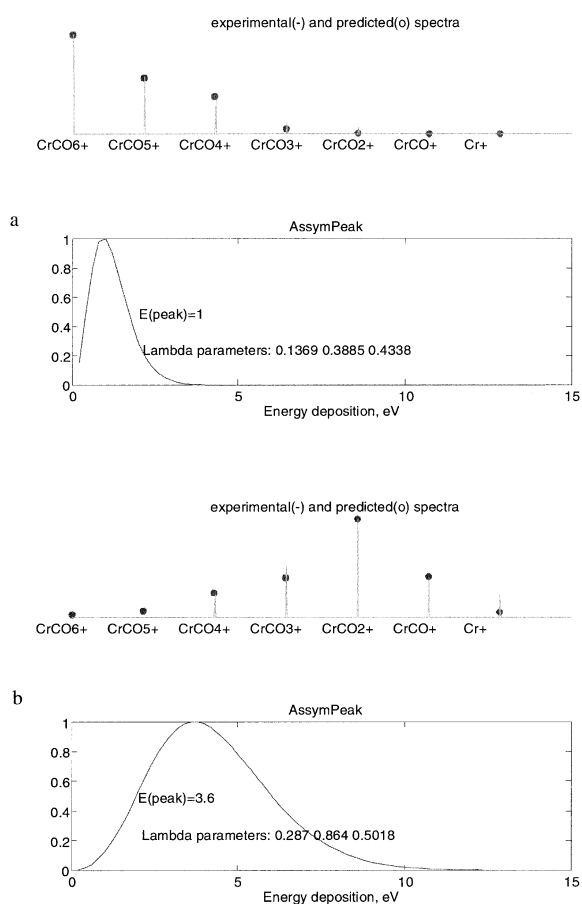 experimental(-) and predicted(o) spectra
CrCO6+ CrCO5+ CrCO4+ CrCO3+ CrCO2+ CrCO+ Cr+
a
AssymPeak
1
0.8
0.6
0.4
0.2
0
E(peak)=1
Lambda parameters: 0.1369 0.3885 0.4338
0 5 10 15
Energy deposition, eV
experimental(-) and predicted(o) spectra
CrCO6+ CrCO5+ CrCO4+ CrCO3+ CrCO2+ CrCO+ Cr+
b
AssymPeak
1
0.8
0.6
0.4
0.2
0
E(peak)=3.6
Lambda parameters: 0.287 0.864 0.5018
0 5 10 15
Energy deposition, eV